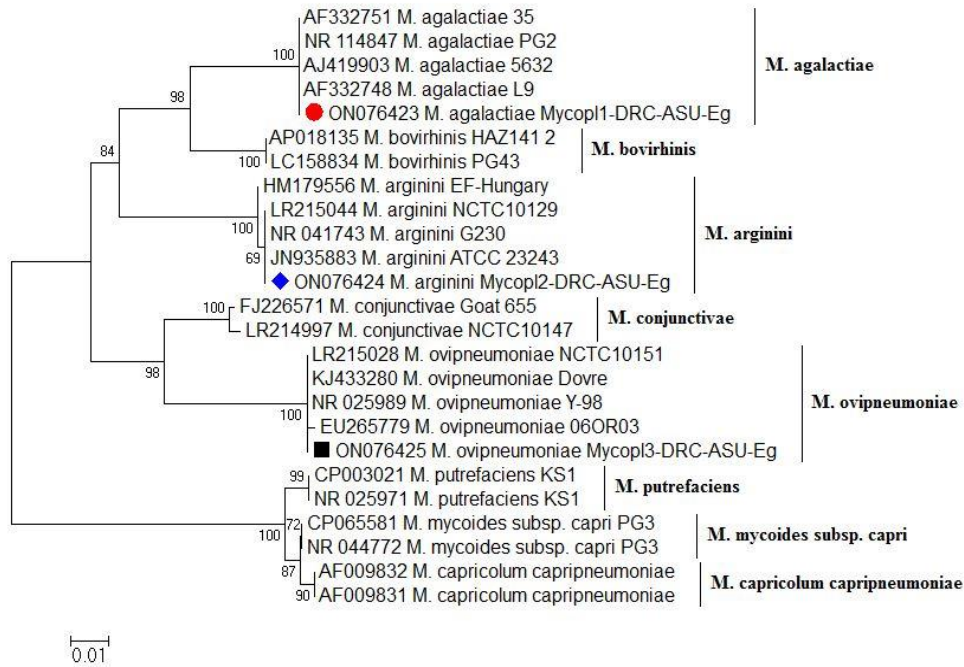 AF332751 M. agalactiae 35
NR 114847 M. agalactiae PG2
100
AJ419903 M. agalactiae 5632
M. agalactiae
AF332748 M. agalactiae L9
98
ON076423 M. agalactiae Mycopl1-DRC-ASU-Eg
AP018135 M. bovirhinis HAZ141 2
M. bovirhinis
84
100
LC158834 M. bovirhinis PG43
HM179556 M. arginini EF-Hungary
LR215044 M. arginini NCTC10129
100
NR 041743 M. arginini G230
M. arginini
69
JN935883 M. arginini ATCC 23243
ON076424 M. arginini Mycopl2-DRC-ASU-Eg
100
FJ226571 M. conjunctivae Goat 655
M. conjunctivae
LR214997 M. conjunctivae NCTC10147
LR215028 M. ovipneumoniae NCTC10151
98
KJ433280 M. ovipneumoniae Dovre
NR 025989 M. ovipneumoniae Y-98
M. ovipneumoniae
100
EU265779 M. ovipneumoniae 06OR03
ON076425 M. ovipneumoniae Mycopl3-DRC-ASU-Eg
99
CP003021 M. putrefaciens KS1
M. putrefaciens
NR 025971 M. putrefaciens KS1
100
72
CP065581 M. mycoides subsp. capri PG3
M. mycoides subsp. capri
NR 044772 M. mycoides subsp. capri PG3
87
AF009832 M. capricolum capripneumoniae
M. capricolum capripneumoniae
90
AF009831 M. capricolum capripneumoniae
0.01